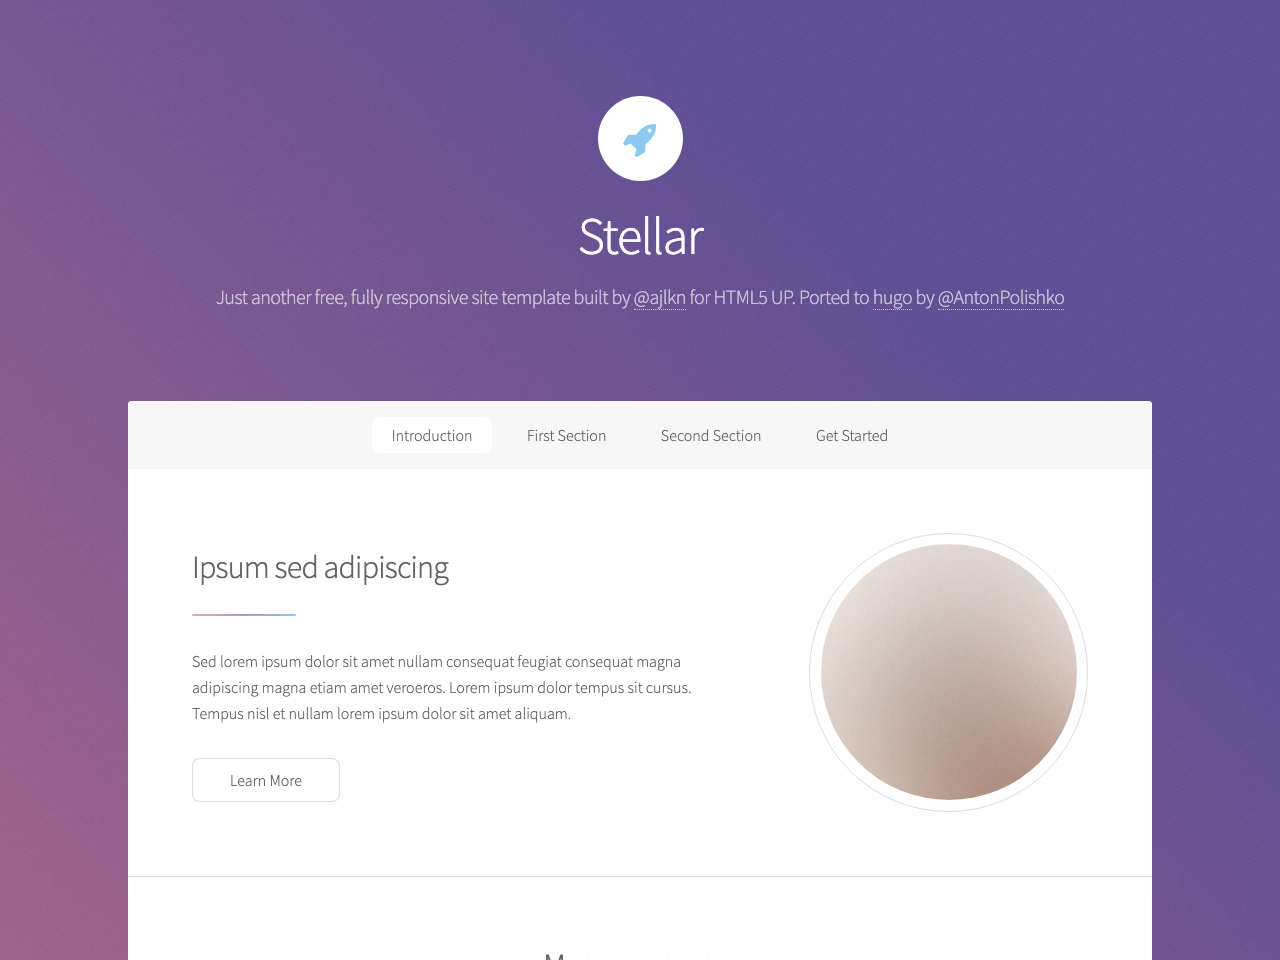 Stellar
Just another free, fully responsive site template built by @ajlkn for HTML5 UP. Ported to hugo by @AntonPolishko
Introduction First Section Second Section Get Started
Ipsum sed adipiscing
Sed lorem ipsum dolor sit amet nullam consequat feugiat consequat magna
adipiscing magna etiam amet veroeros. Lorem ipsum dolor tempus sit cursus.
Tempus nisl et nullam lorem ipsum dolor sit amet aliquam.
Learn More